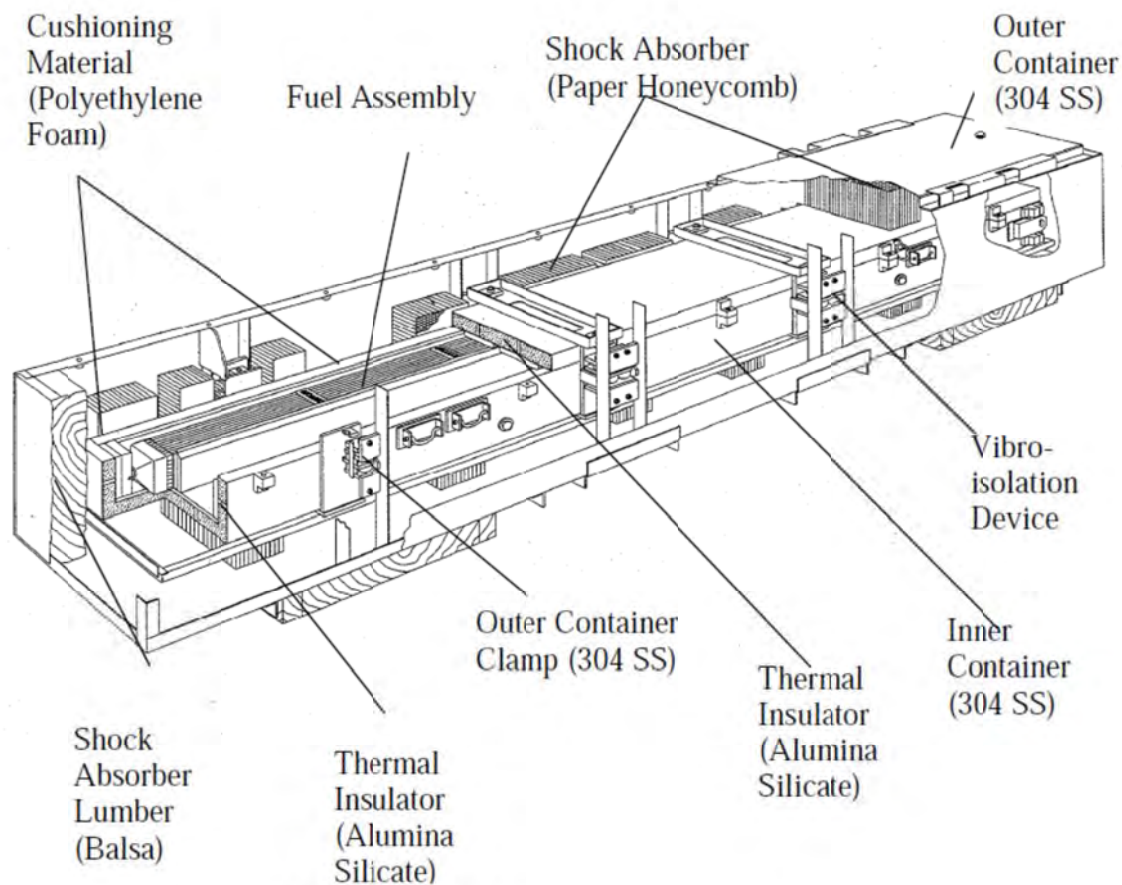 Cushioning
Material
(Polyethylene
Foam)
Fuel Assembly
Shock Absorber
(Paper Honeycomb)
Outer
Container
(304 SS)
Vibro-
isolation
Device
Outer Container
Clamp (304 SS)
Inner
Container
(304 SS)
Thermal
Insulator
(Alumina
Silicate)
Shock
Absorber
Lumber
(Balsa)
Thermal
Insulator
(Alumina
Silicate)